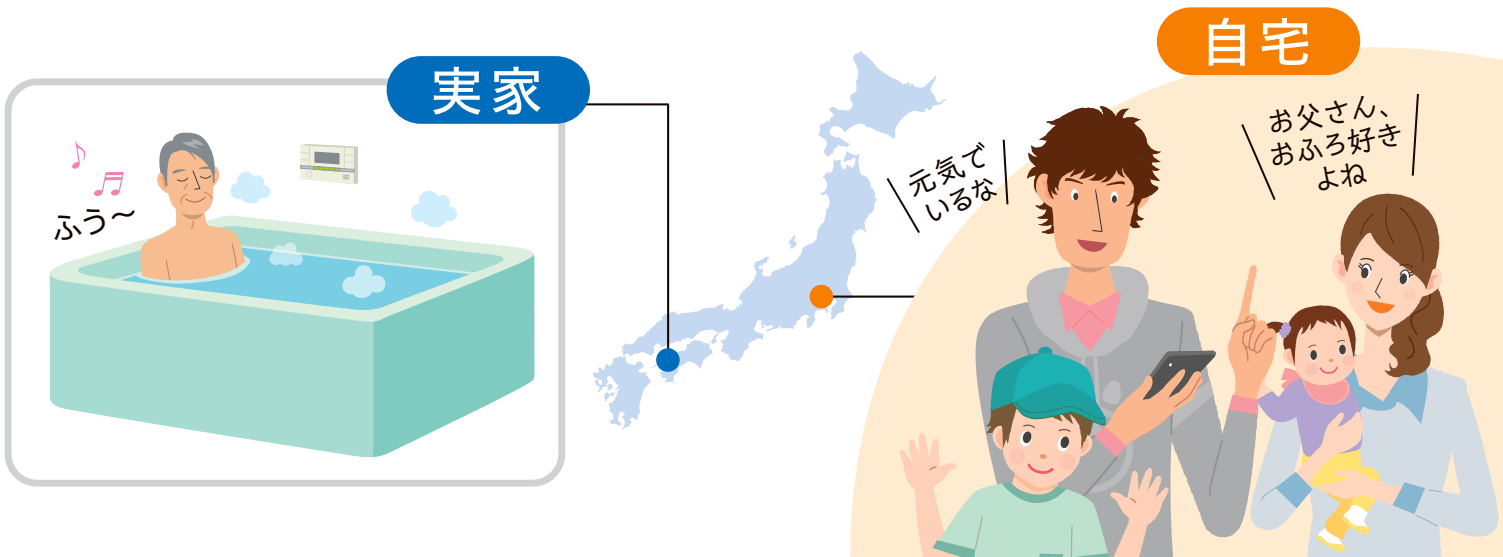 実家
ふう～
自宅
元気で
いるな
お父さん、
おふろ好き
よね